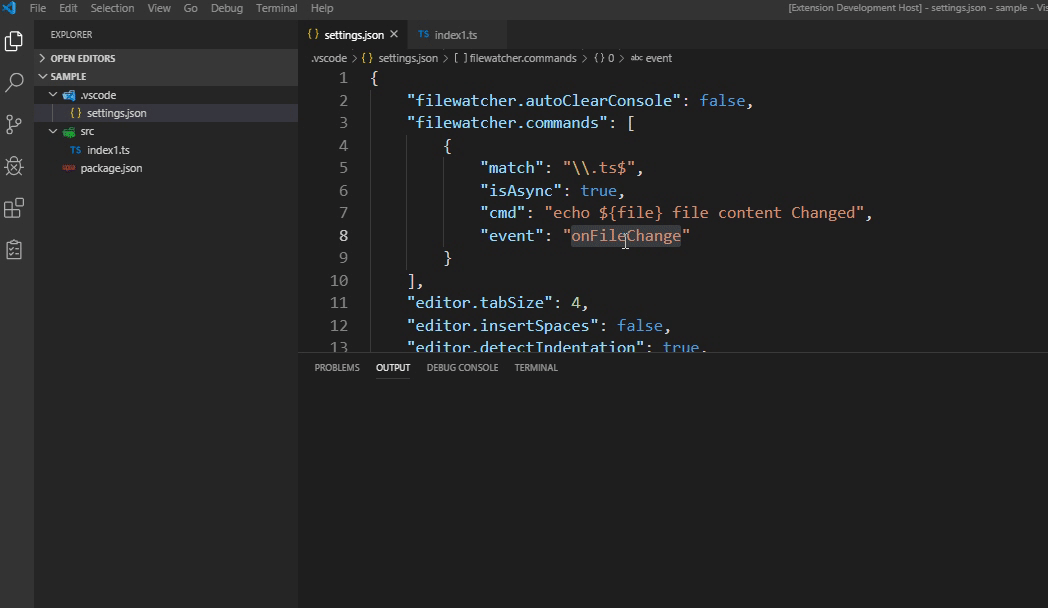 File Edit Selection View Go Debug Terminal Help [Extension Development Host] - settings.json - sample - Vis
EXPLORER
OPEN EDITORS
SAMPLE
.vscode
{ } settings.json
src
TS index1.ts
package.json
{ } settings.json × TS index1.ts
.vscode > { } settings.json > [ ] filewatcher.commands > { } 0 > abc event
1 {
2 "filewatcher.autoClearConsole": false,
3 "filewatcher.commands": [
4 {
5 "match": "\\.ts$",
6 "isAsync": true,
7 "cmd": "echo ${file} file content Changed",
8 "event": "onFileChange"
9 }
10 ],
11 "editor.tabSize": 4,
12 "editor.insertSpaces": false,
13 "editor.detectIndentation": true,
PROBLEMS OUTPUT DEBUG CONSOLE TERMINAL